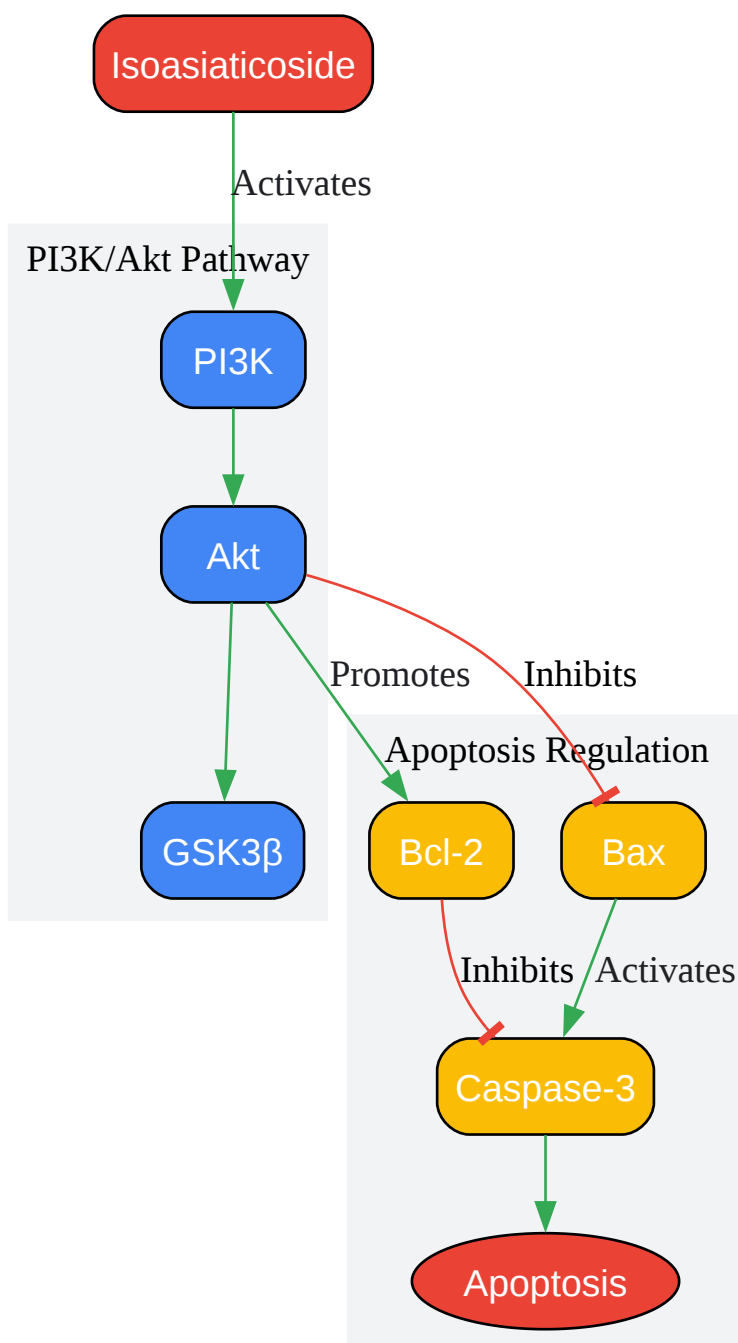 Isoasiaticoside
Activates
PI3K/Akt Pathway
PI3K
Akt
Promotes
Inhibits
Apoptosis Regulation
GSK3β
Bcl-2
Bax
Inhibits
Activates
Caspase-3
Apoptosis